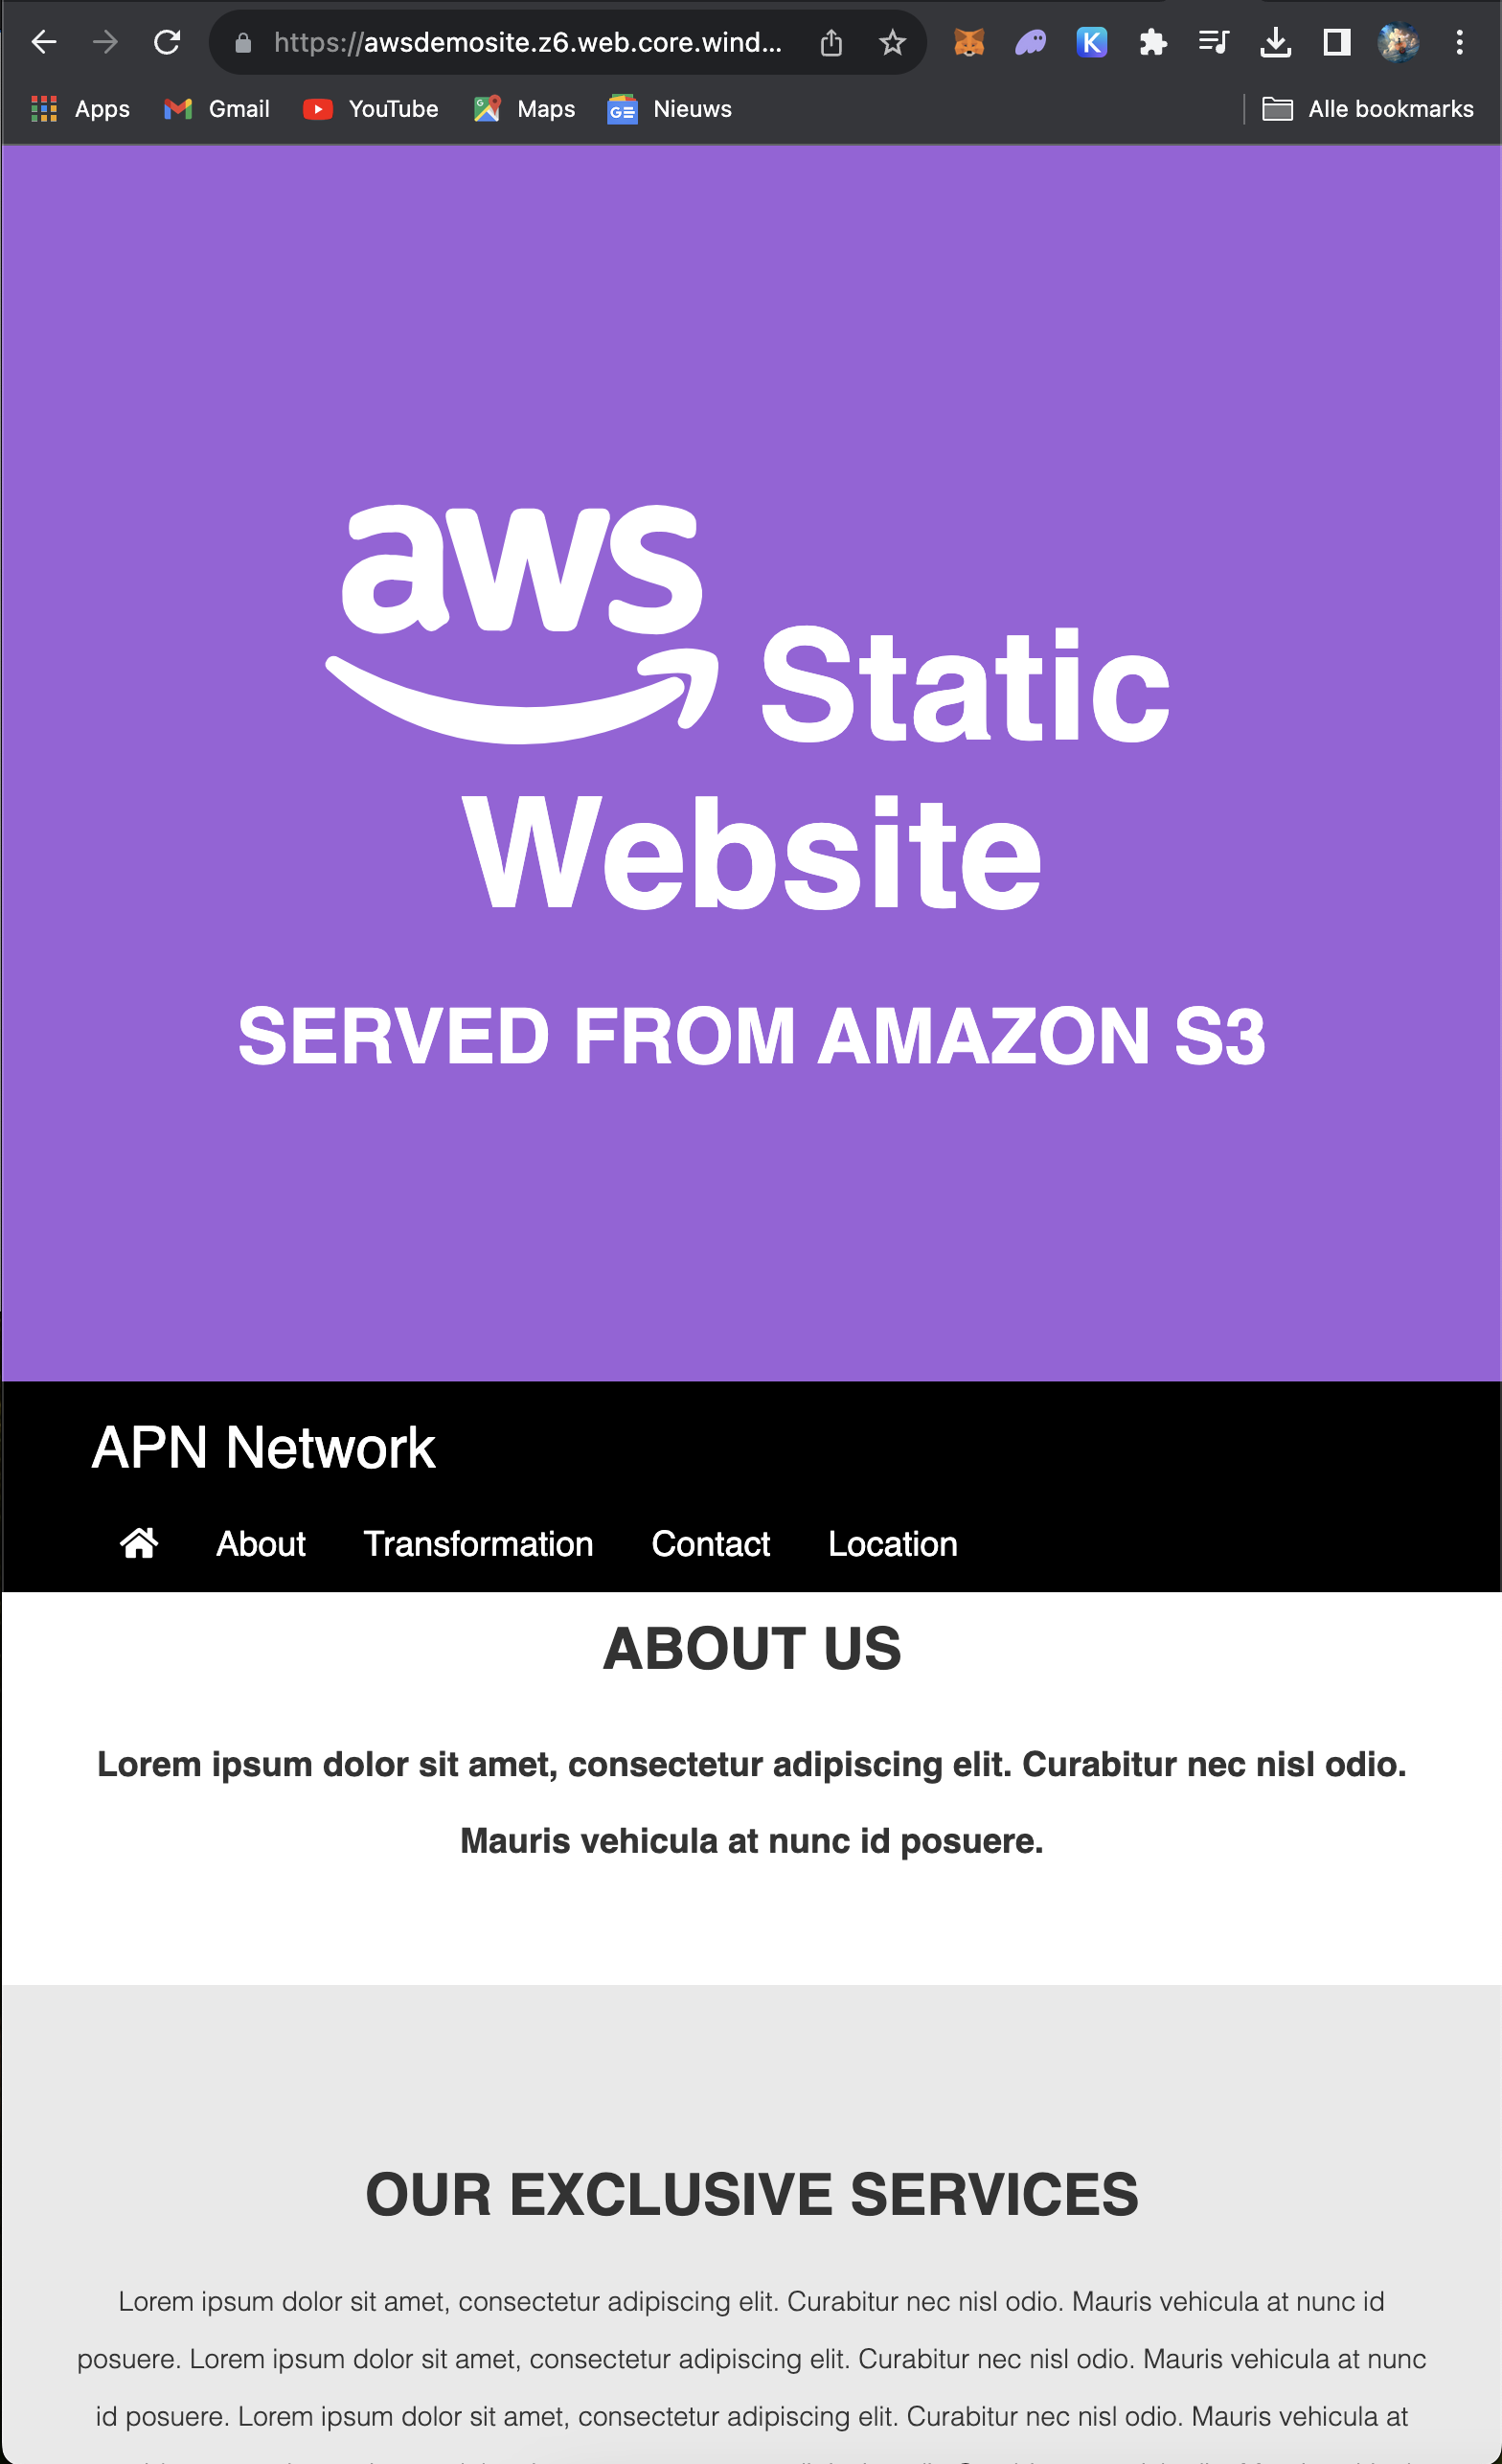 https://awsdemosite.z6.web.core.wind...
Apps Gmail YouTube Maps GE Nieuws Alle bookmarks
aws Static
Website
SERVED FROM AMAZON S3
APN Network
About Transformation Contact Location
ABOUT US
Lorem ipsum dolor sit amet, consectetur adipiscing elit. Curabitur nec nisl odio.
Mauris vehicula at nunc id posuere.
OUR EXCLUSIVE SERVICES
Lorem ipsum dolor sit amet, consectetur adipiscing elit. Curabitur nec nisl odio. Mauris vehicula at nunc id
posuere. Lorem ipsum dolor sit amet, consectetur adipiscing elit. Curabitur nec nisl odio. Mauris vehicula at nunc
id posuere. Lorem ipsum dolor sit amet, consectetur adipiscing elit. Curabitur nec nisl odio. Mauris vehicula at